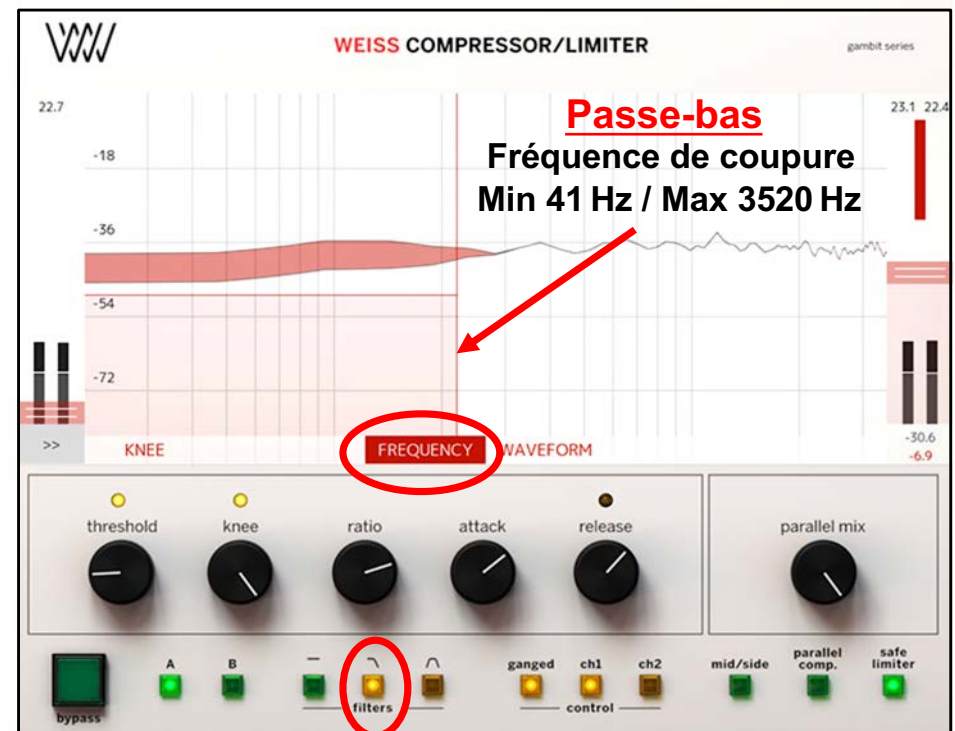 WEISS COMPRESSOR/LIMITER
gambit series
22.7
23.1 22.4
Passe-bas
Fréquence de coupure
Min 41 Hz / Max 3520 Hz
-18
-36
-54
-72
>>
KNEE
FREQUENCY
WAVEFORM
-30.6
-6.9
threshold
knee
ratio
attack
release
parallel mix
A
B
ganged
ch1
ch2
mid/side
parallel
comp.
safe
limiter
bypass
filters
control